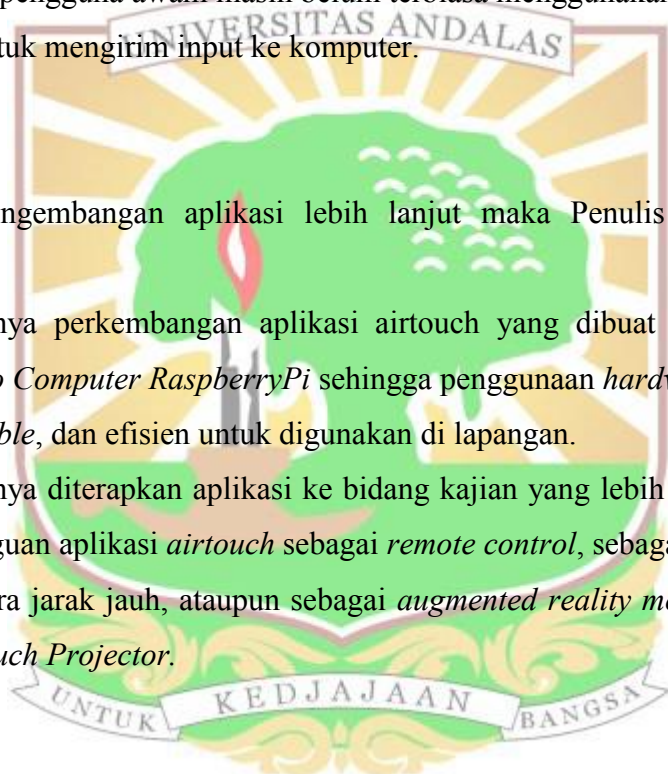 pengguna awam masih belum terbiasa menggunakan
UNIVERSITAS ANDALAS
tuk mengirim input ke komputer.
ngembangan aplikasi lebih lanjut maka Penulis
nya perkembangan aplikasi airtouch yang dibuat
o Computer RaspberryPi sehingga penggunaan hardw
ble, dan efisien untuk digunakan di lapangan.
nya diterapkan aplikasi ke bidang kajian yang lebih
guan aplikasi airtouch sebagai remote control, sebaga
ra jarak jauh, ataupun sebagai augmented reality m
uch Projector.
UNTUK KEDJAJAAN BANGSA